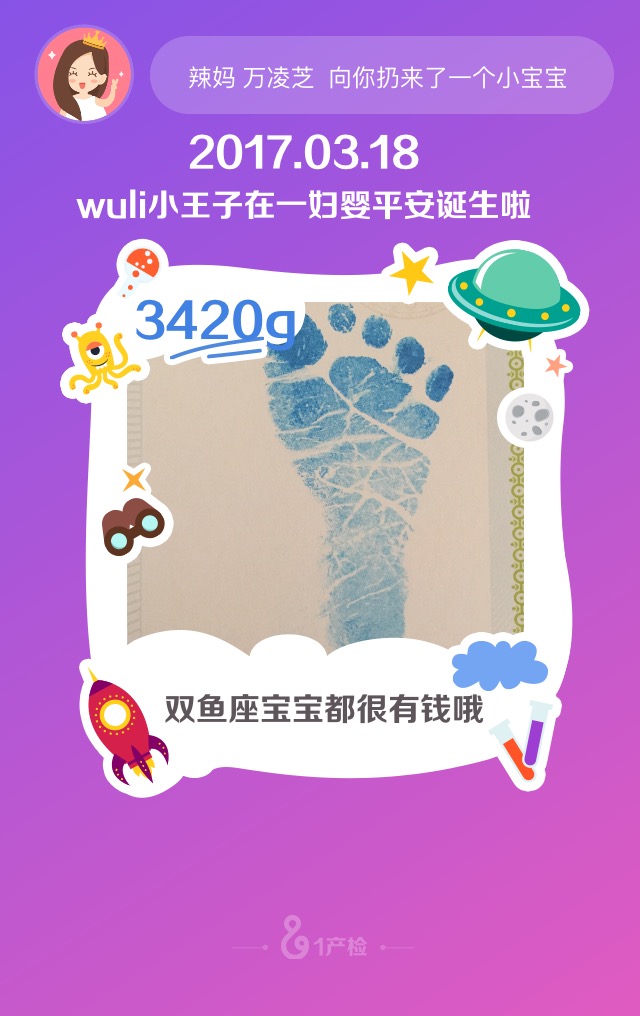 辣妈 万凌芝 向你扔来了一个小宝宝
2017.03.18
wuli小王子在一妇婴平安诞生啦
3420g
双鱼座宝宝都很有钱哦
1产检